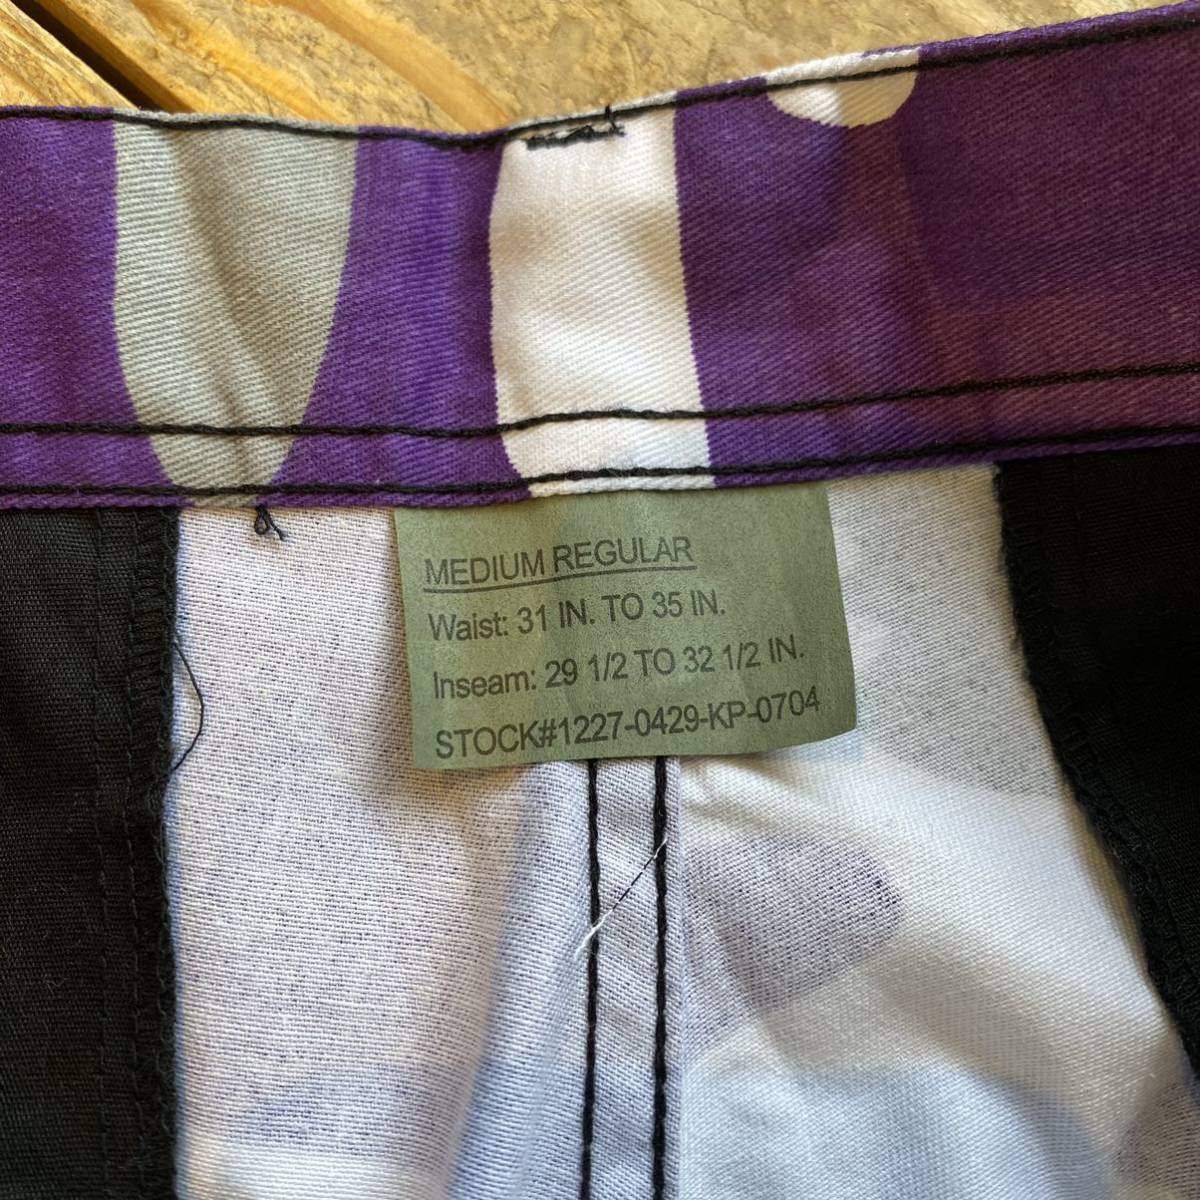 MEDIUM REGULAR
Waist: 31 IN. TO 35 IN.
Inseam: 29 1/2 TO 32 1/2 IN.
STOCK#1227-0429-KP-0704